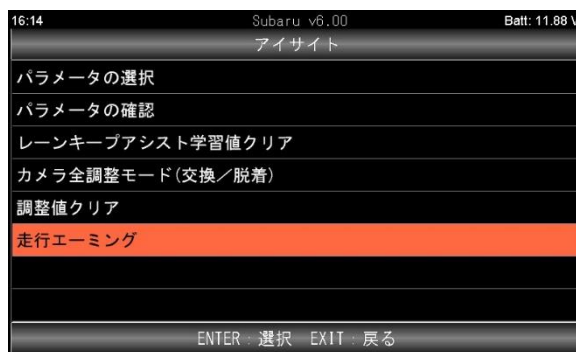 16:14 Subaru v6.00 Batt: 11.88 V
アイサイト
パラメータの選択
パラメータの確認
レーンキープアシスト学習値クリア
カメラ全調整モード(交換／脱着)
調整値クリア
走行エーミング
ENTER：選択 EXIT：戻る